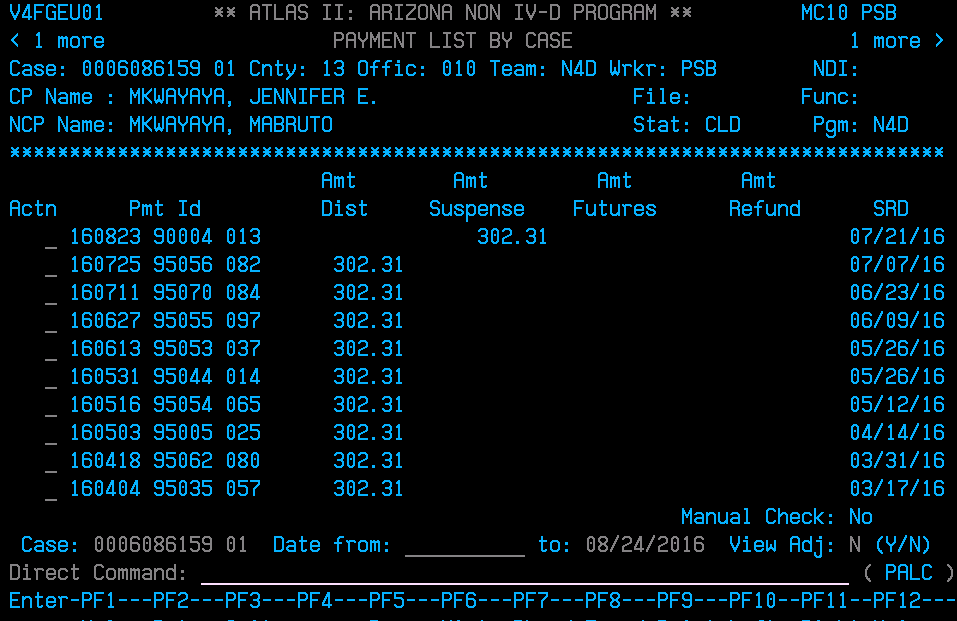 V4FGEU01 ** ATLAS II: ARIZONA NON IV-D PROGRAM ** MC10 PSB
< 1 more PAYMENT LIST BY CASE 1 more >
Case: 0006086159 01 Cnty: 13 Offic: 010 Team: N4D Wrkr: PSB NDI:
CP Name : MKWAYAYA, JENNIFER E. File: Func:
NCP Name: MKWAYAYA, MABRUTO Stat: CLD Pgm: N4D
******************************************************************************
Amt Amt Amt Amt
Actn Pmt Id Dist Suspense Futures Refund SRD
_ 160823 90004 013 302.31 07/21/16
_ 160725 95056 082 302.31 07/07/16
_ 160711 95070 084 302.31 06/23/16
_ 160627 95055 097 302.31 06/09/16
_ 160613 95053 037 302.31 05/26/16
_ 160531 95044 014 302.31 05/26/16
_ 160516 95054 065 302.31 05/12/16
_ 160503 95005 025 302.31 04/14/16
_ 160418 95062 080 302.31 03/31/16
_ 160404 95035 057 302.31 03/17/16
Manual Check: No
Case: 0006086159 01 Date from: __________ to: 08/24/2016 View Adj: N (Y/N)
Direct Command: ______________________________________________________ ( PALC )
Enter-PF1---PF2---PF3---PF4---PF5---PF6---PF7---PF8---PF9---PF10--PF11--PF12---